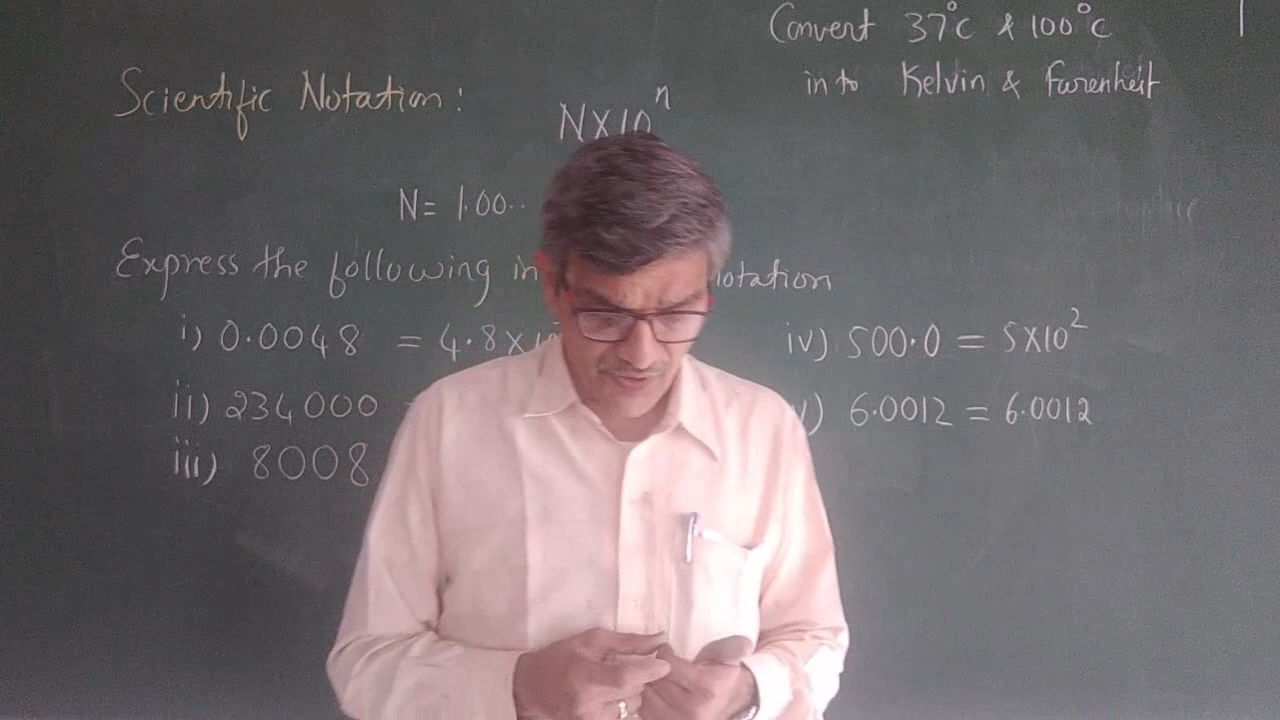 Convert 37°C & 100°C
in to Kelvin & Farenheit
Scientific Notation:
N×10ⁿ
N= 1.00..
Express the following in notation
i) 0.0048 = 4.8×10
ii) 234000
iii) 8008
iv) 500.0 = 5×10²
v) 6.0012 = 6.0012